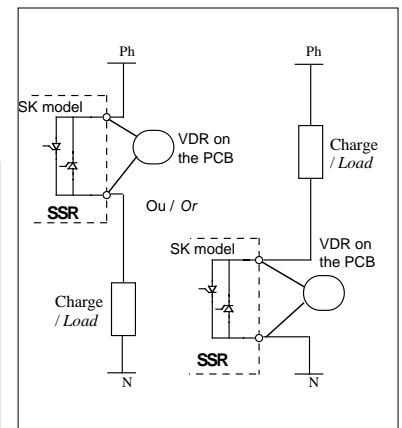 Ph
SK model
VDR on
the PCB
SSR
Ou / Or
Charge
/ Load
N
Ph
Charge
/ Load
SK model
VDR on
the PCB
SSR
N